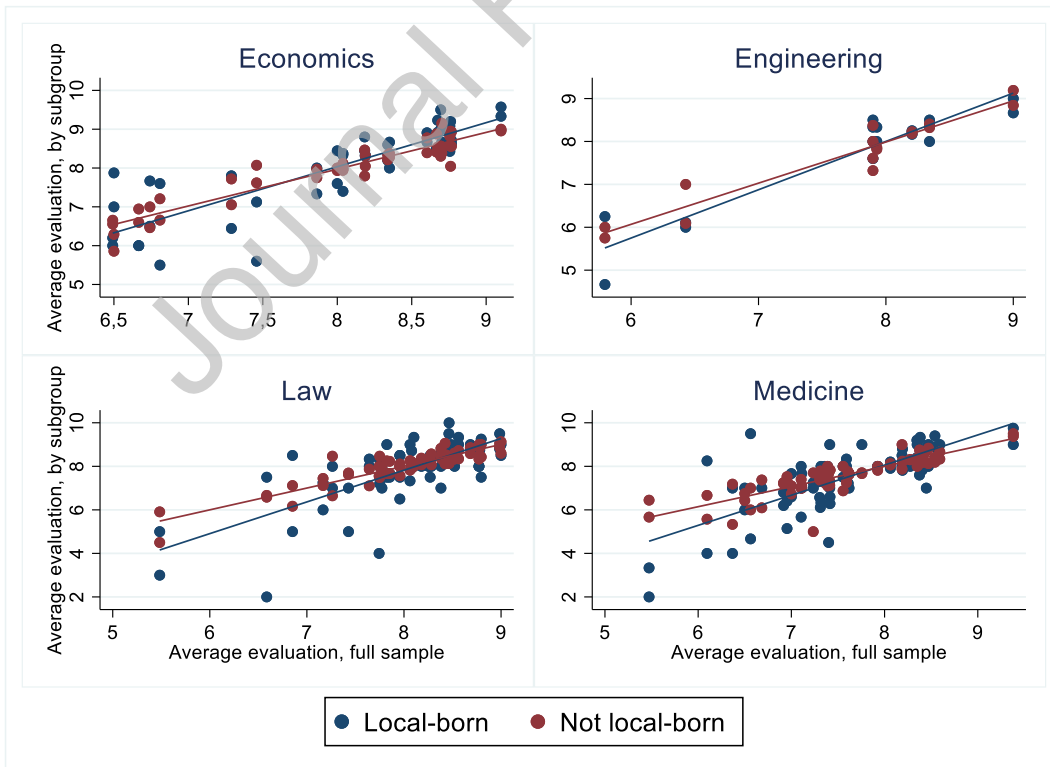 Economics
Average evaluation, by subgroup
10
9
8
7
6
5
6,5 7 7,5 8 8,5 9
Engineering
9
8
7
6
5
6 7 8 9
Law
Average evaluation, by subgroup
10
8
6
4
2
5 6 7 8 9
Average evaluation, full sample
Medicine
10
8
6
4
2
5 6 7 8 9
Average evaluation, full sample
Local-born Not local-born
Journal